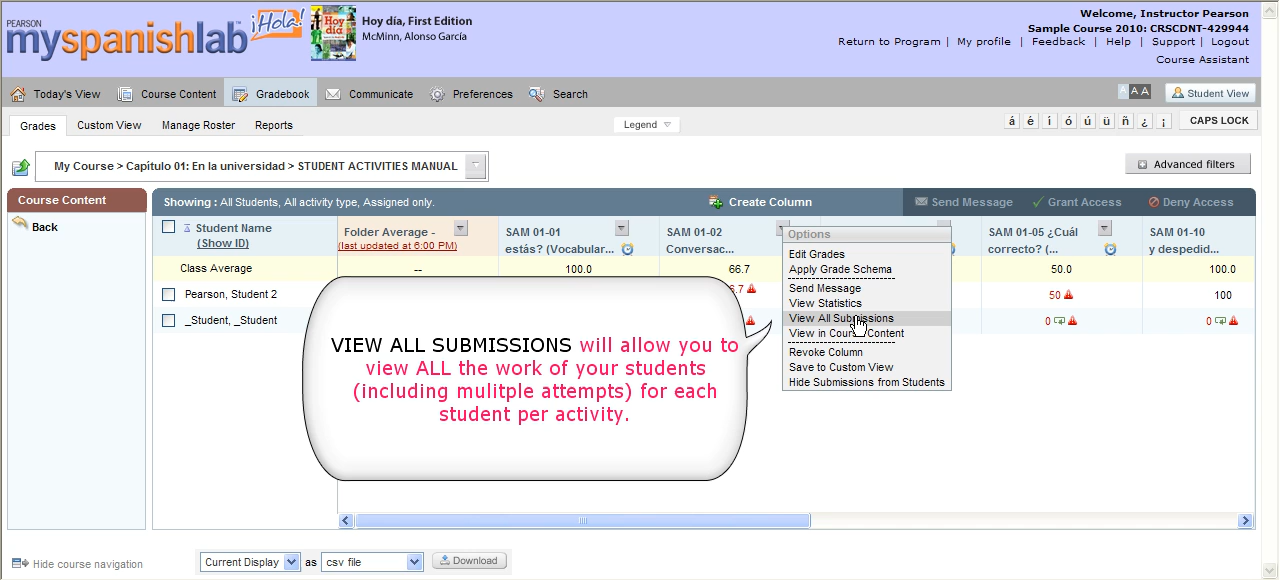 PEARSON
myspanishlab
¡Hola!
Hoy día
Hoy día, First Edition
McMinn, Alonso García
Welcome, Instructor Pearson
Sample Course 2010: CRSCDNT-429944
Return to Program | My profile | Feedback | Help | Support | Logout
Course Assistant
Today's View Course Content Gradebook Communicate Preferences Search A A A Student View
Grades Custom View Manage Roster Reports Legend á é í ó ú ü ñ ¿ ¡ CAPS LOCK
My Course > Capítulo 01: En la universidad > STUDENT ACTIVITIES MANUAL
Advanced filters
Course Content
Back
Showing : All Students, All activity type, Assigned only. Create Column Send Message Grant Access Deny Access
Student Name
(Show ID)
Folder Average -
(last updated at 6:00 PM)
SAM 01-01
estás? (Vocabular...
SAM 01-02
Conversac...
SAM 01-05 ¿Cuál
correcto? (...
SAM 01-10
y despedid...
Class Average -- 100.0 66.7 50.0 100.0
Pearson, Student 2 50 100
_Student, _Student 0 0
Options
Edit Grades
Apply Grade Schema
Send Message
View Statistics
View All Submissions
View in Course Content
Revoke Column
Save to Custom View
Hide Submissions from Students
VIEW ALL SUBMISSIONS will allow you to
view ALL the work of your students
(including mulitple attempts) for each
student per activity.
Hide course navigation
Current Display as csv file Download